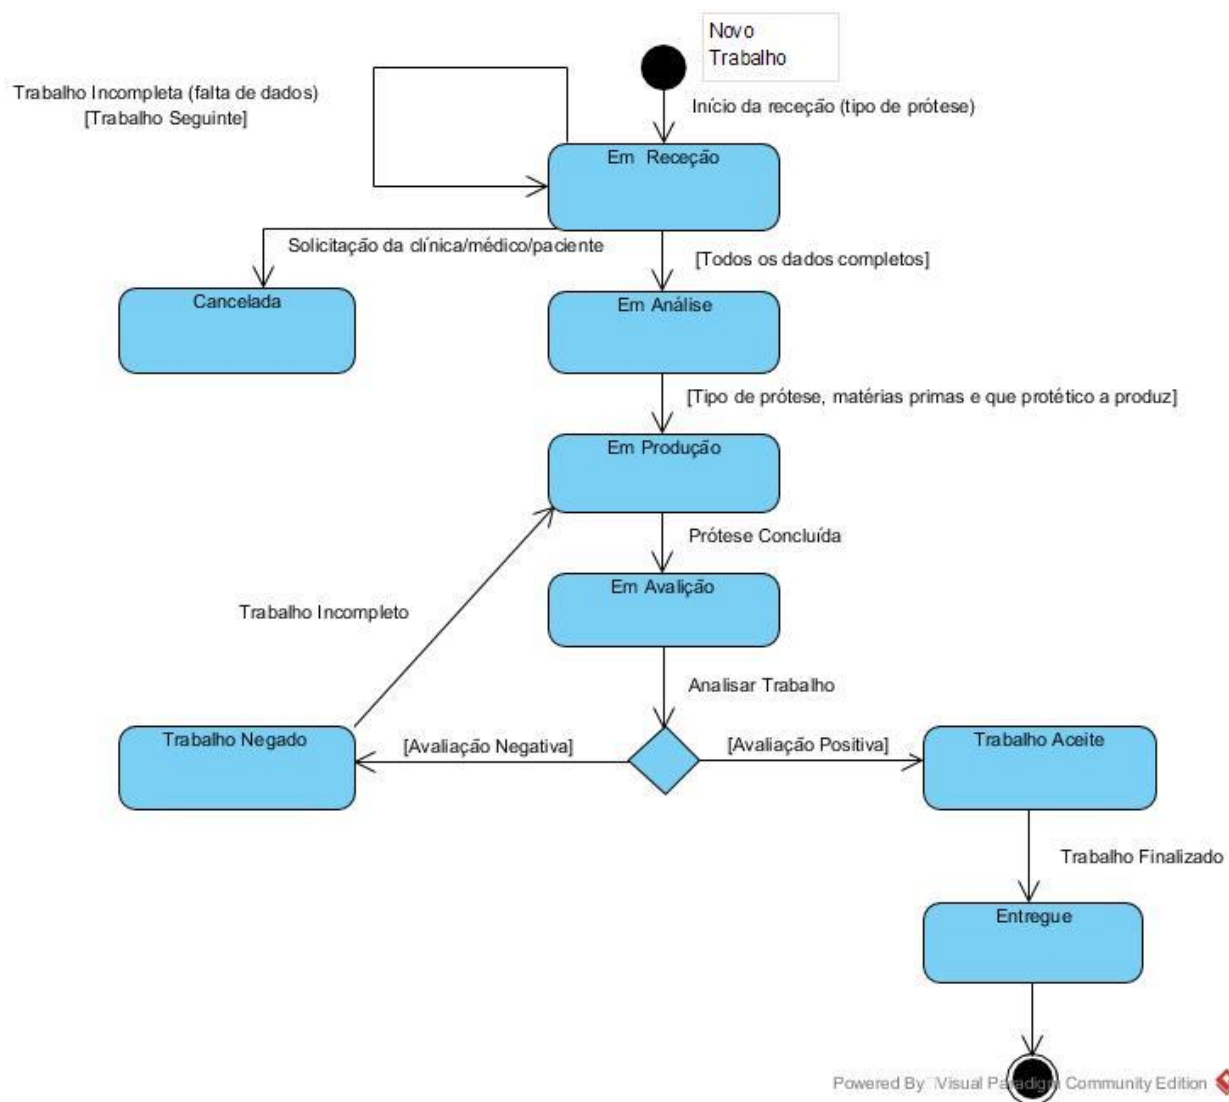 Novo
Trabalho
Trabalho Incompleta (falta de dados)
[Trabalho Seguinte]
Início da receção (tipo de prótese)
Em Receção
Solicitação da clínica/médico/paciente
[Todos os dados completos]
Cancelada
Em Análise
[Tipo de prótese, matérias primas e que protético a produz]
Em Produção
Prótese Concluída
Em Avalição
Trabalho Incompleto
Analisar Trabalho
Trabalho Negado
[Avaliação Negativa]
[Avaliação Positiva]
Trabalho Aceite
Trabalho Finalizado
Entregue
Powered By Visual Paradigm Community Edition